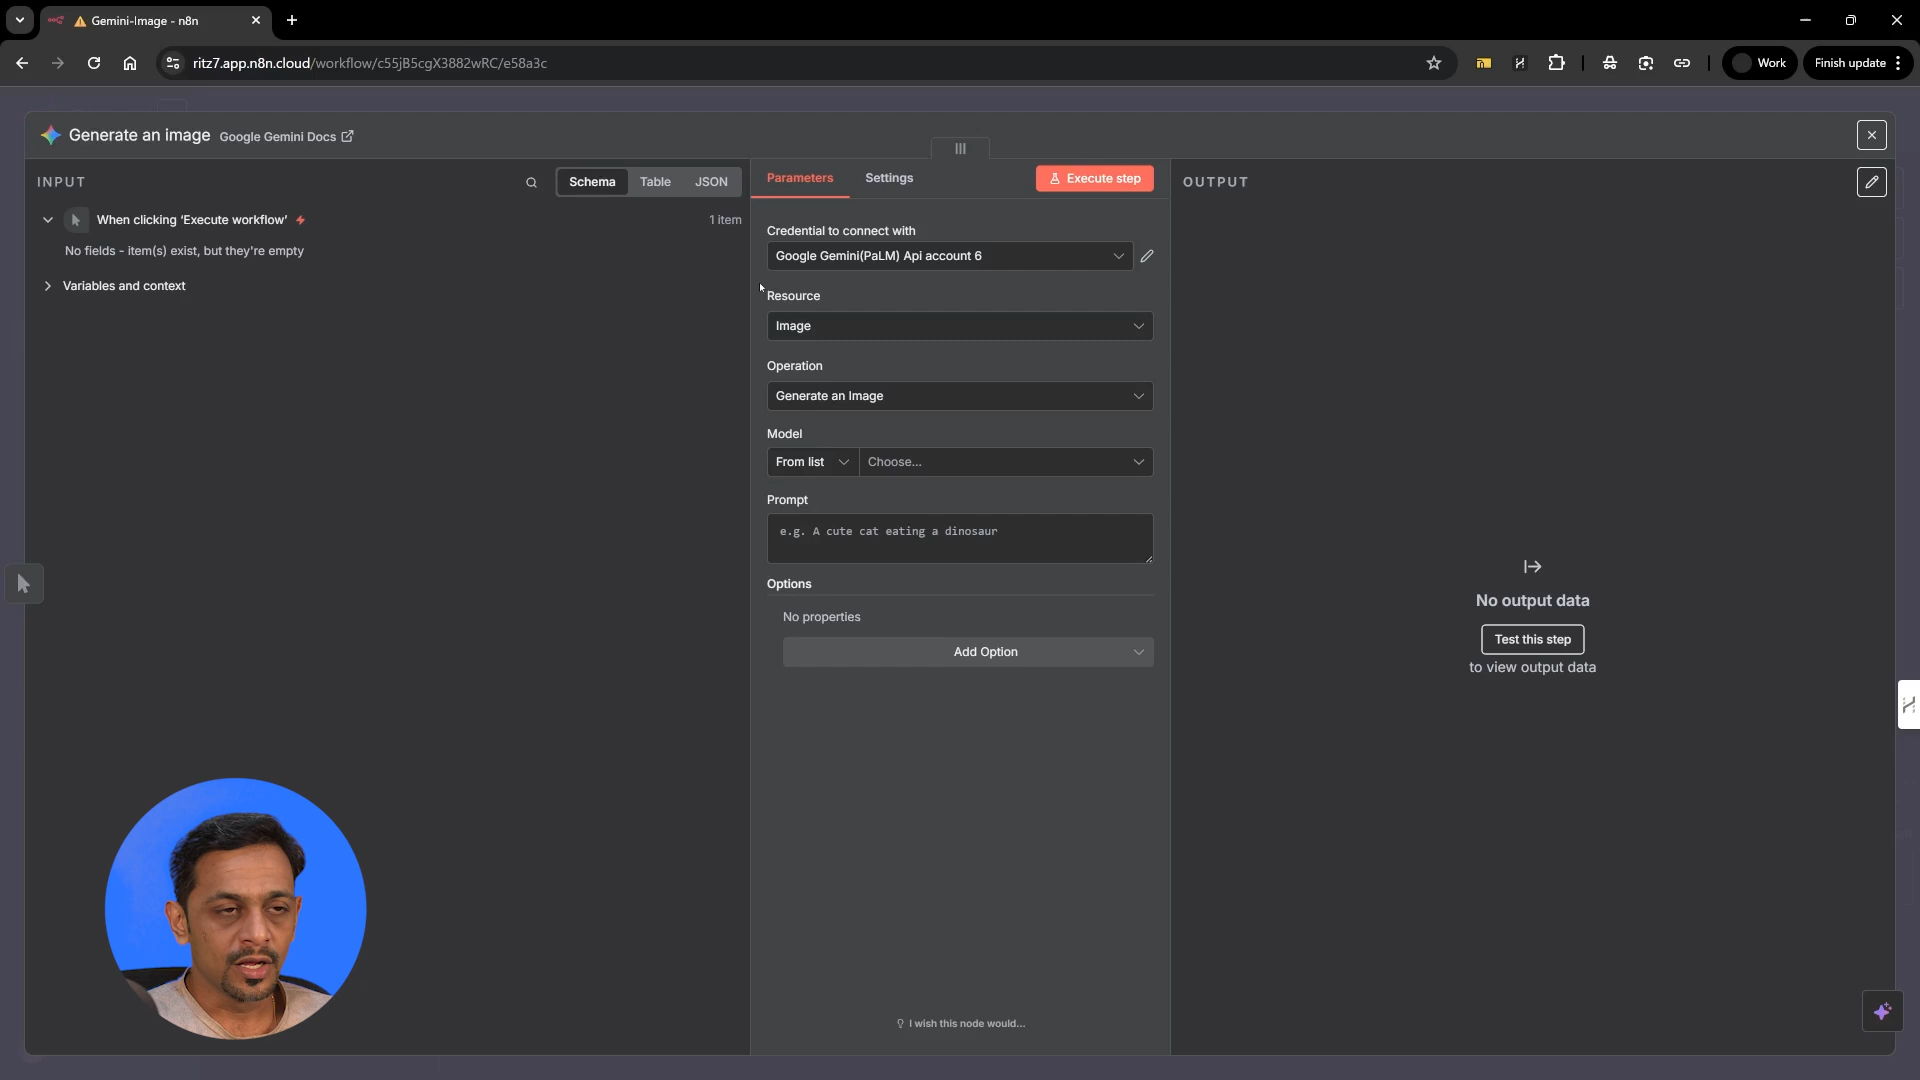 Gemini-Image - n8n
ritz7.app.n8n.cloud/workflow/c55jB5cgX3882wRC/e58a3c
Work
Finish update
Generate an image
Google Gemini Docs
INPUT
Schema
Table
JSON
Parameters
Settings
Execute step
OUTPUT
When clicking ‘Execute workflow’
1 item
No fields - item(s) exist, but they're empty
Variables and context
Credential to connect with
Google Gemini(PaLM) Api account 6
Resource
Image
Operation
Generate an Image
Model
From list
Choose...
Prompt
e.g. A cute cat eating a dinosaur
Options
No properties
Add Option
No output data
Test this step
to view output data
I wish this node would...